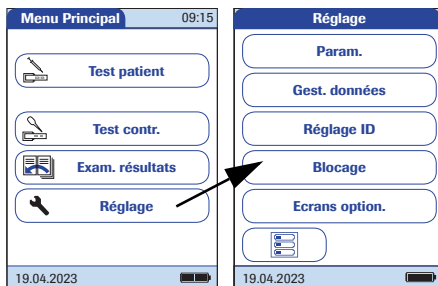 Menu Principal 09:15
Test patient
Test contr.
Exam. résultats
Réglage
19.04.2023
Réglage
Param.
Gest. données
Réglage ID
Blocage
Ecrans option.
19.04.2023